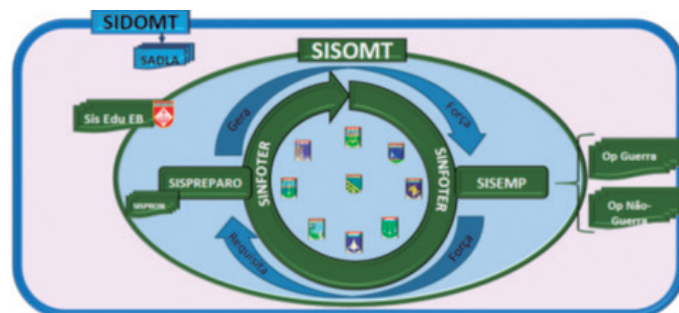 SIDOMT
SADLA
SISOMT
Sis Edu EB
Gera
Força
SINFOTER
SINFOTER
SISPREPARO
SISEMP
Op Guerra
Op Não-
Guerra
Requisita
Força